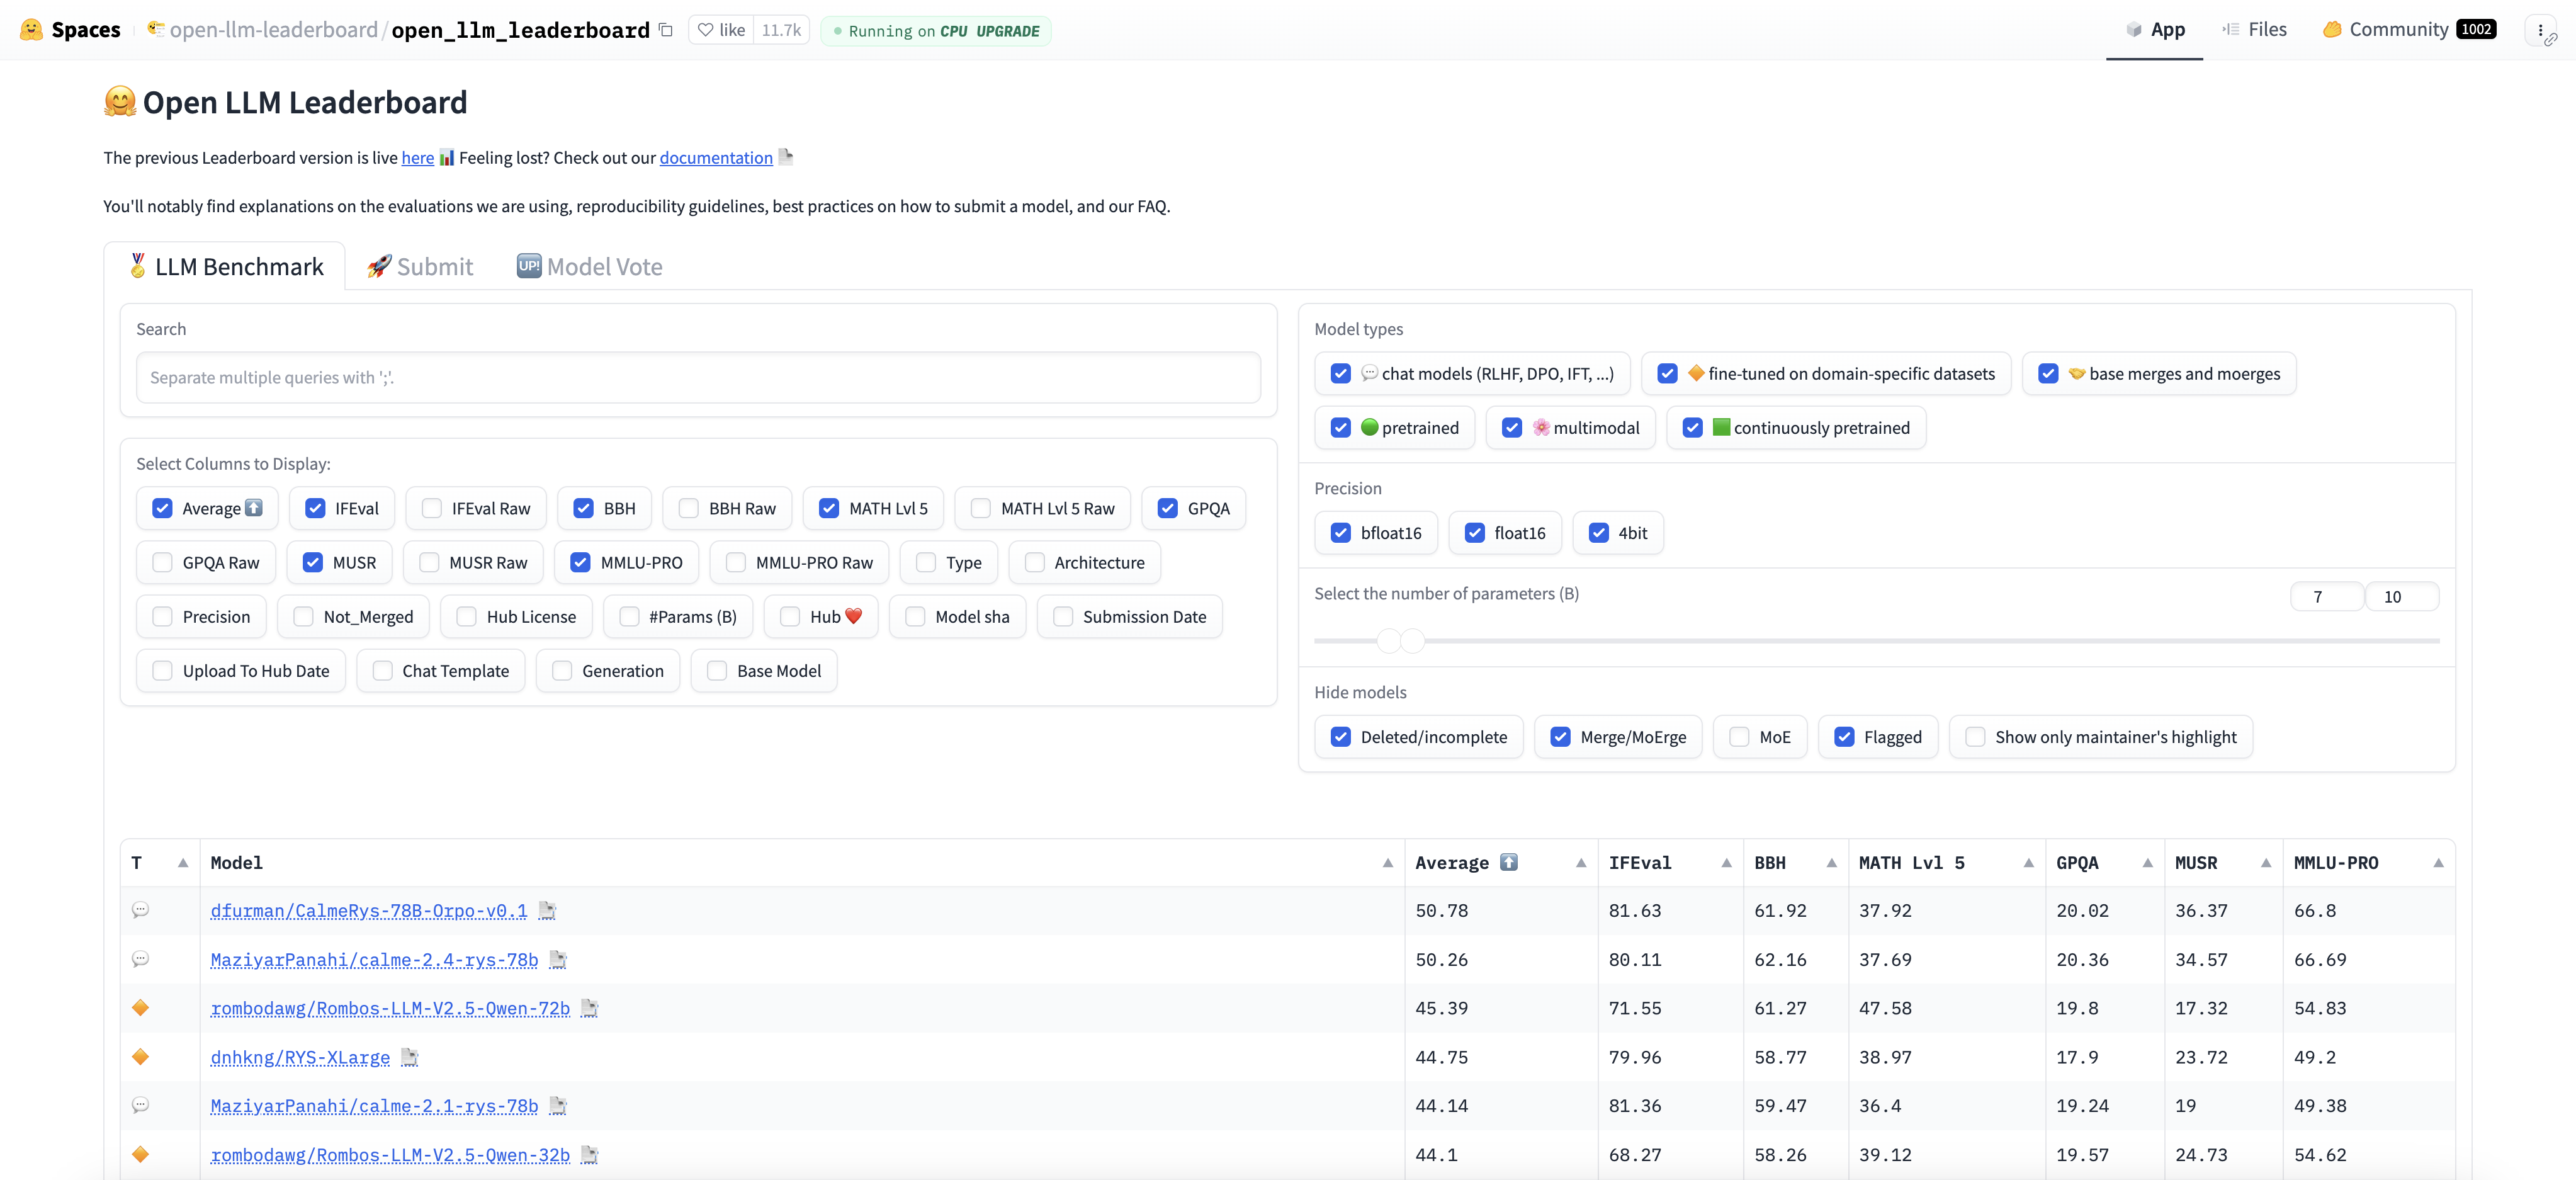 Spaces open-llm-leaderboard/open_llm_leaderboard like 11.7k Running on CPU UPGRADE App Files Community 1002
Open LLM Leaderboard
The previous Leaderboard version is live here Feeling lost? Check out our documentation
You'll notably find explanations on the evaluations we are using, reproducibility guidelines, best practices on how to submit a model, and our FAQ.
LLM Benchmark Submit UP! Model Vote
Search
Separate multiple queries with ';'.
Select Columns to Display:
Average IFEval IFEval Raw BBH BBH Raw MATH Lvl 5 MATH Lvl 5 Raw GPQA
GPQA Raw MUSR MUSR Raw MMLU-PRO MMLU-PRO Raw Type Architecture
Precision Not_Merged Hub License #Params (B) Hub ❤️ Model sha Submission Date
Upload To Hub Date Chat Template Generation Base Model
Model types
chat models (RLHF, DPO, IFT, ...) fine-tuned on domain-specific datasets base merges and moerges
pretrained multimodal continuously pretrained
Precision
bfloat16 float16 4bit
Select the number of parameters (B) 7 10
Hide models
Deleted/incomplete Merge/MoErge MoE Flagged Show only maintainer's highlight
T Model Average IFEval BBH MATH Lvl 5 GPQA MUSR MMLU-PRO
dfurman/CalmeRys-78B-Orpo-v0.1 50.78 81.63 61.92 37.92 20.02 36.37 66.8
MaziyarPanahi/calme-2.4-rys-78b 50.26 80.11 62.16 37.69 20.36 34.57 66.69
rombodawg/Rombos-LLM-V2.5-Qwen-72b 45.39 71.55 61.27 47.58 19.8 17.32 54.83
dnhkng/RYS-XLarge 44.75 79.96 58.77 38.97 17.9 23.72 49.2
MaziyarPanahi/calme-2.1-rys-78b 44.14 81.36 59.47 36.4 19.24 19 49.38
rombodawg/Rombos-LLM-V2.5-Qwen-32b 44.1 68.27 58.26 39.12 19.57 24.73 54.62